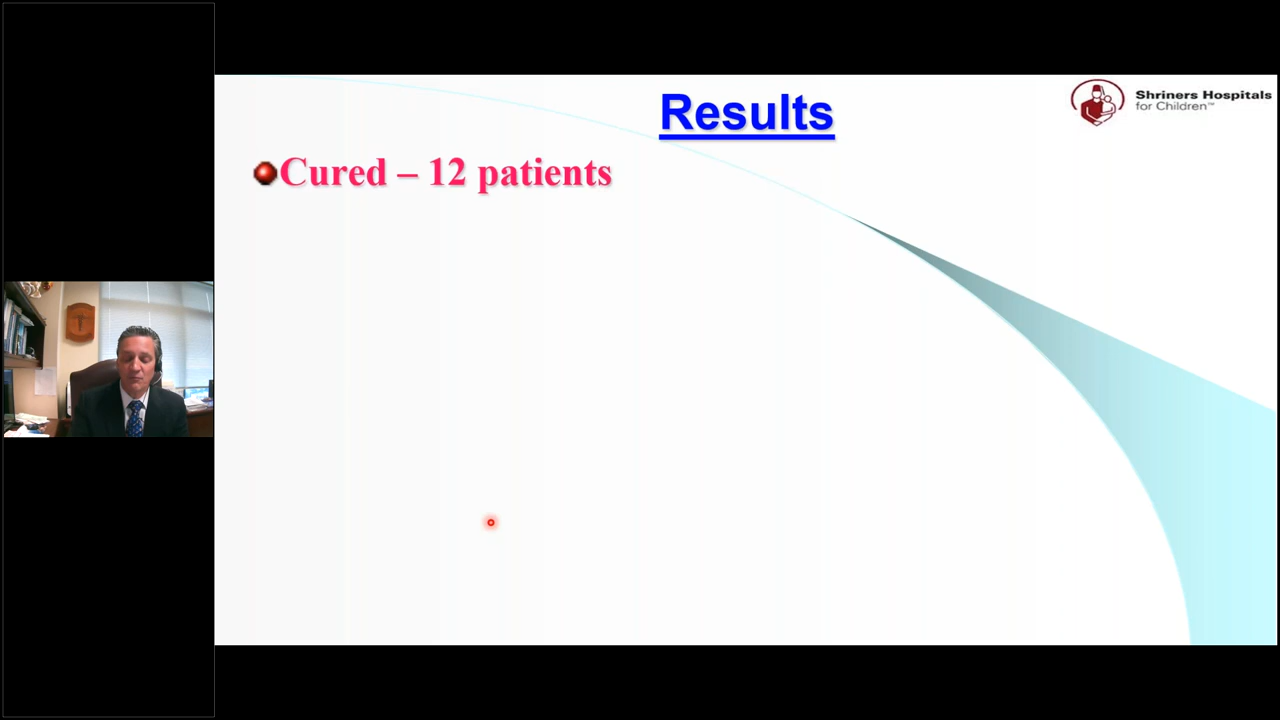 Results
Shriners Hospitals
for Children™
Cured – 12 patients